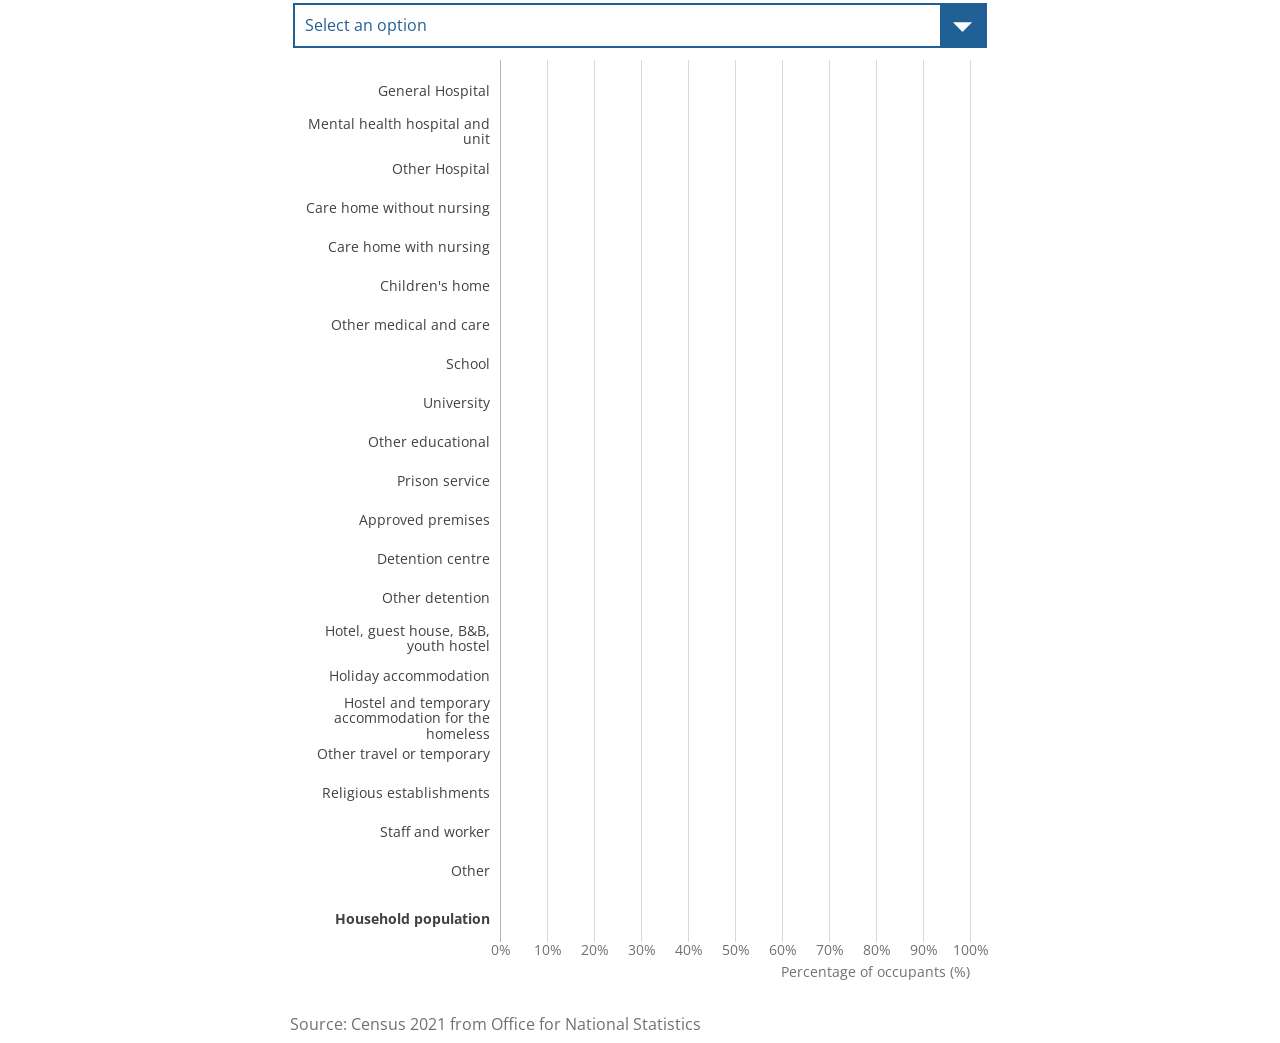 Select an option
General Hospital
Mental health hospital and
unit
Other Hospital
Care home without nursing
Care home with nursing
Children's home
Other medical and care
School
University
Other educational
Prison service
Approved premises
Detention centre
Other detention
Hotel, guest house, B&B,
youth hostel
Holiday accommodation
Hostel and temporary
accommodation for the
homeless
Other travel or temporary
Religious establishments
Staff and worker
Other
Household population
0% 10% 20% 30% 40% 50% 60% 70% 80% 90% 100%
Percentage of occupants (%)
Source: Census 2021 from Office for National Statistics